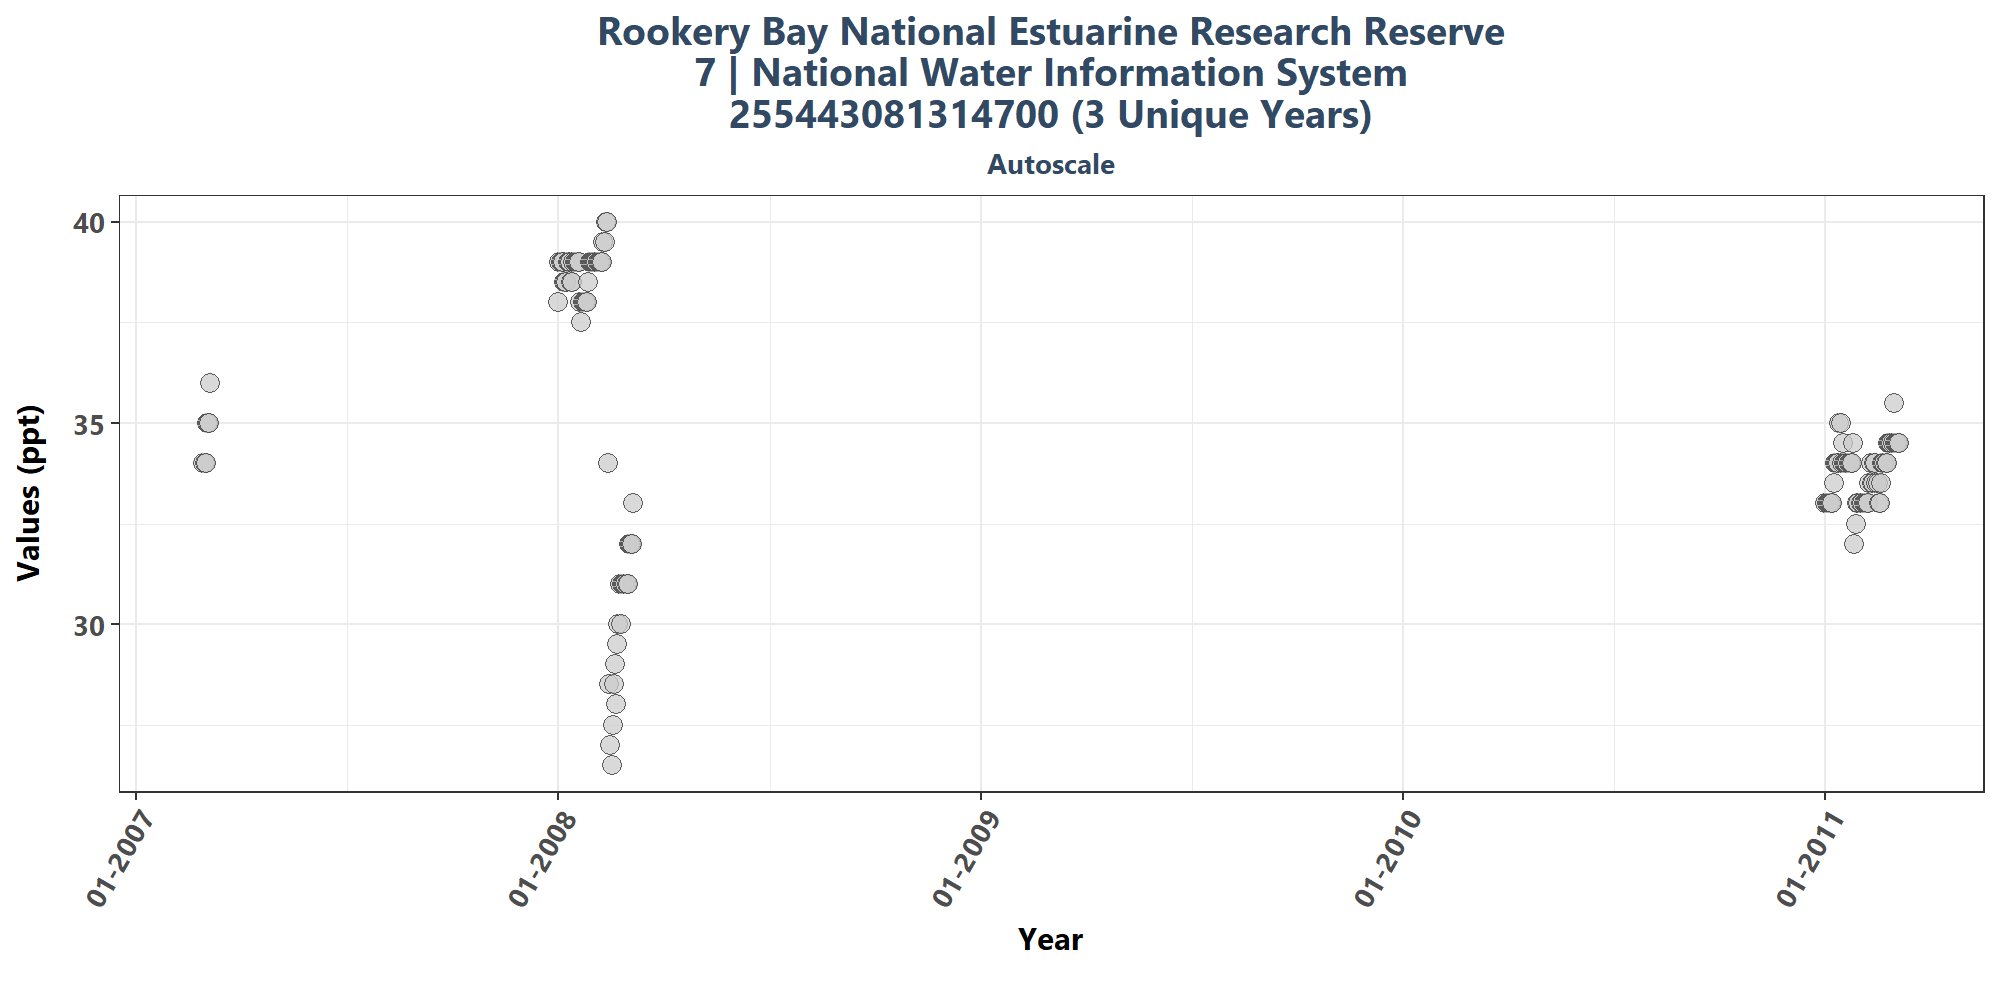 Rookery Bay National Estuarine Research Reserve
7 | National Water Information System
255443081314700 (3 Unique Years)
Autoscale
Values (ppt)
40
35
30
01-2007
01-2008
01-2009
01-2010
01-2011
Year